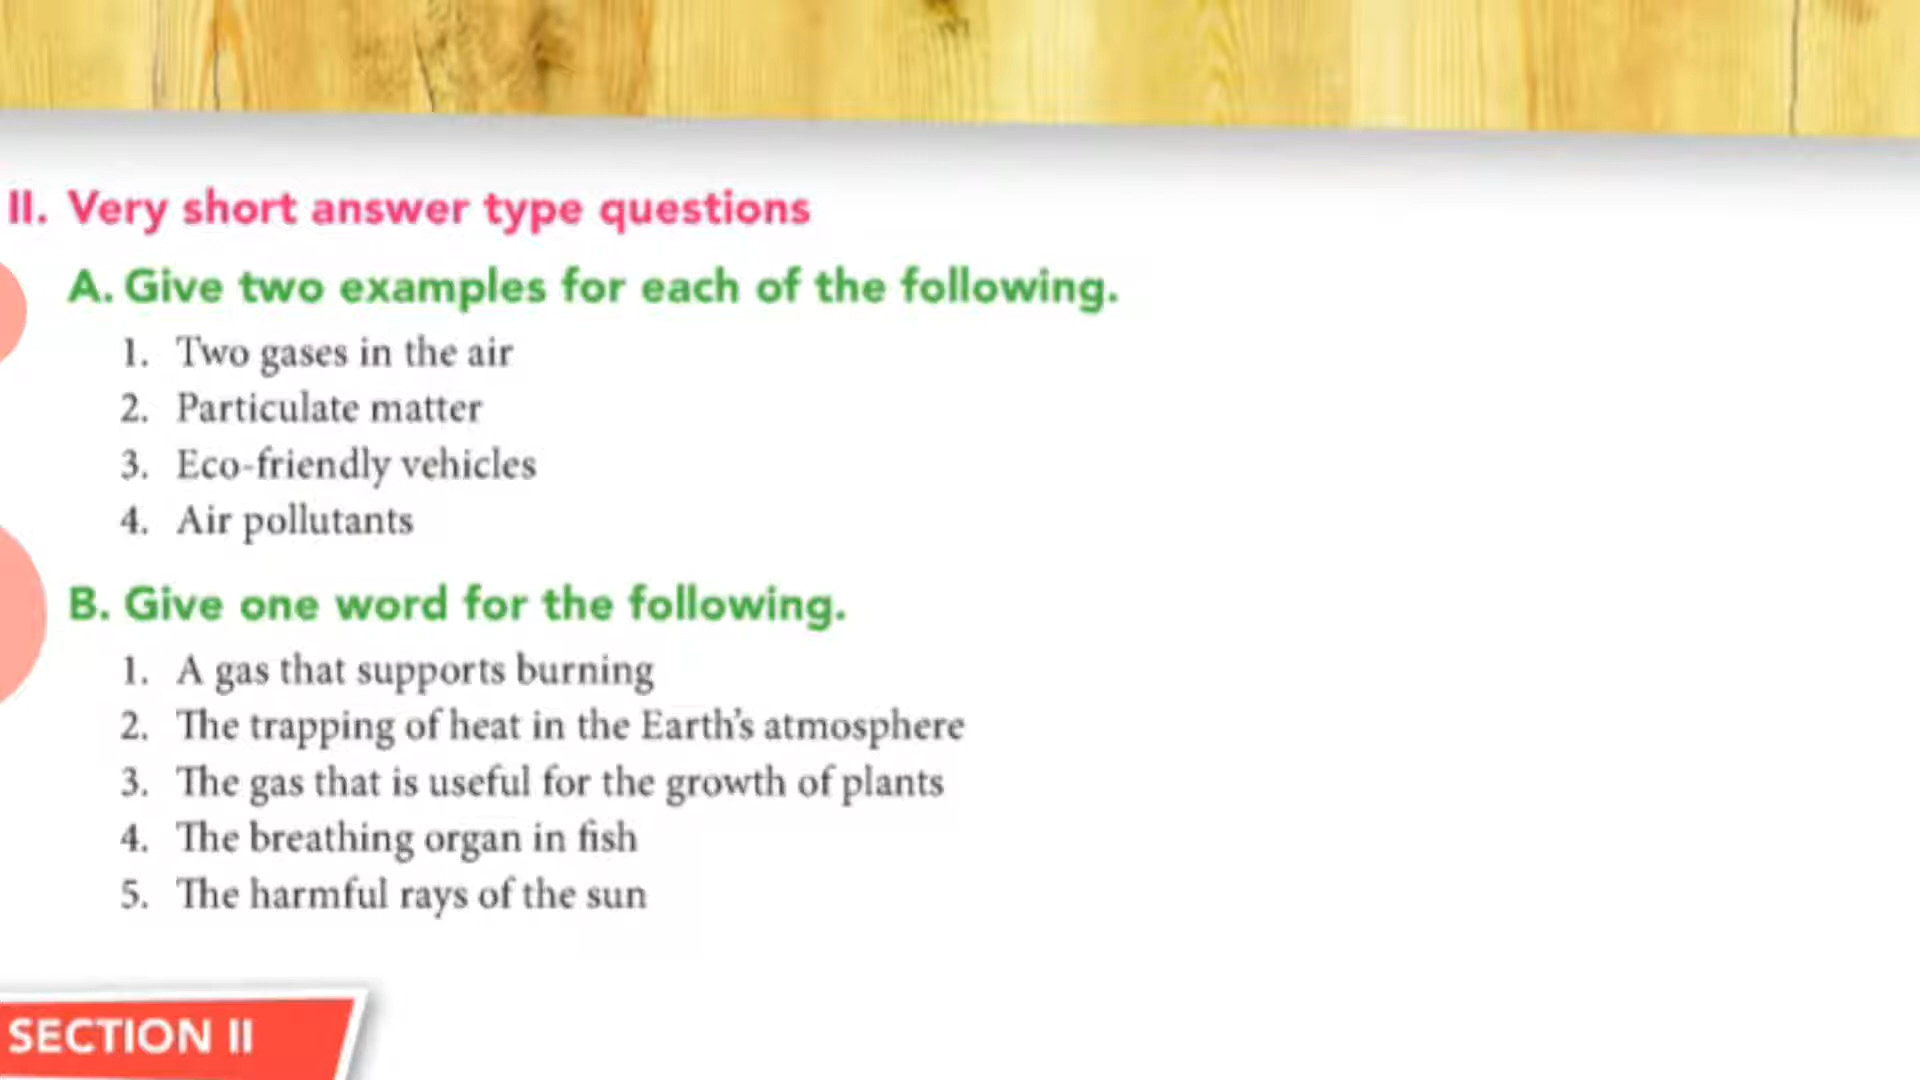 II. Very short answer type questions
A. Give two examples for each of the following.
1. Two gases in the air
2. Particulate matter
3. Eco-friendly vehicles
4. Air pollutants
B. Give one word for the following.
1. A gas that supports burning
2. The trapping of heat in the Earth's atmosphere
3. The gas that is useful for the growth of plants
4. The breathing organ in fish
5. The harmful rays of the sun
SECTION II